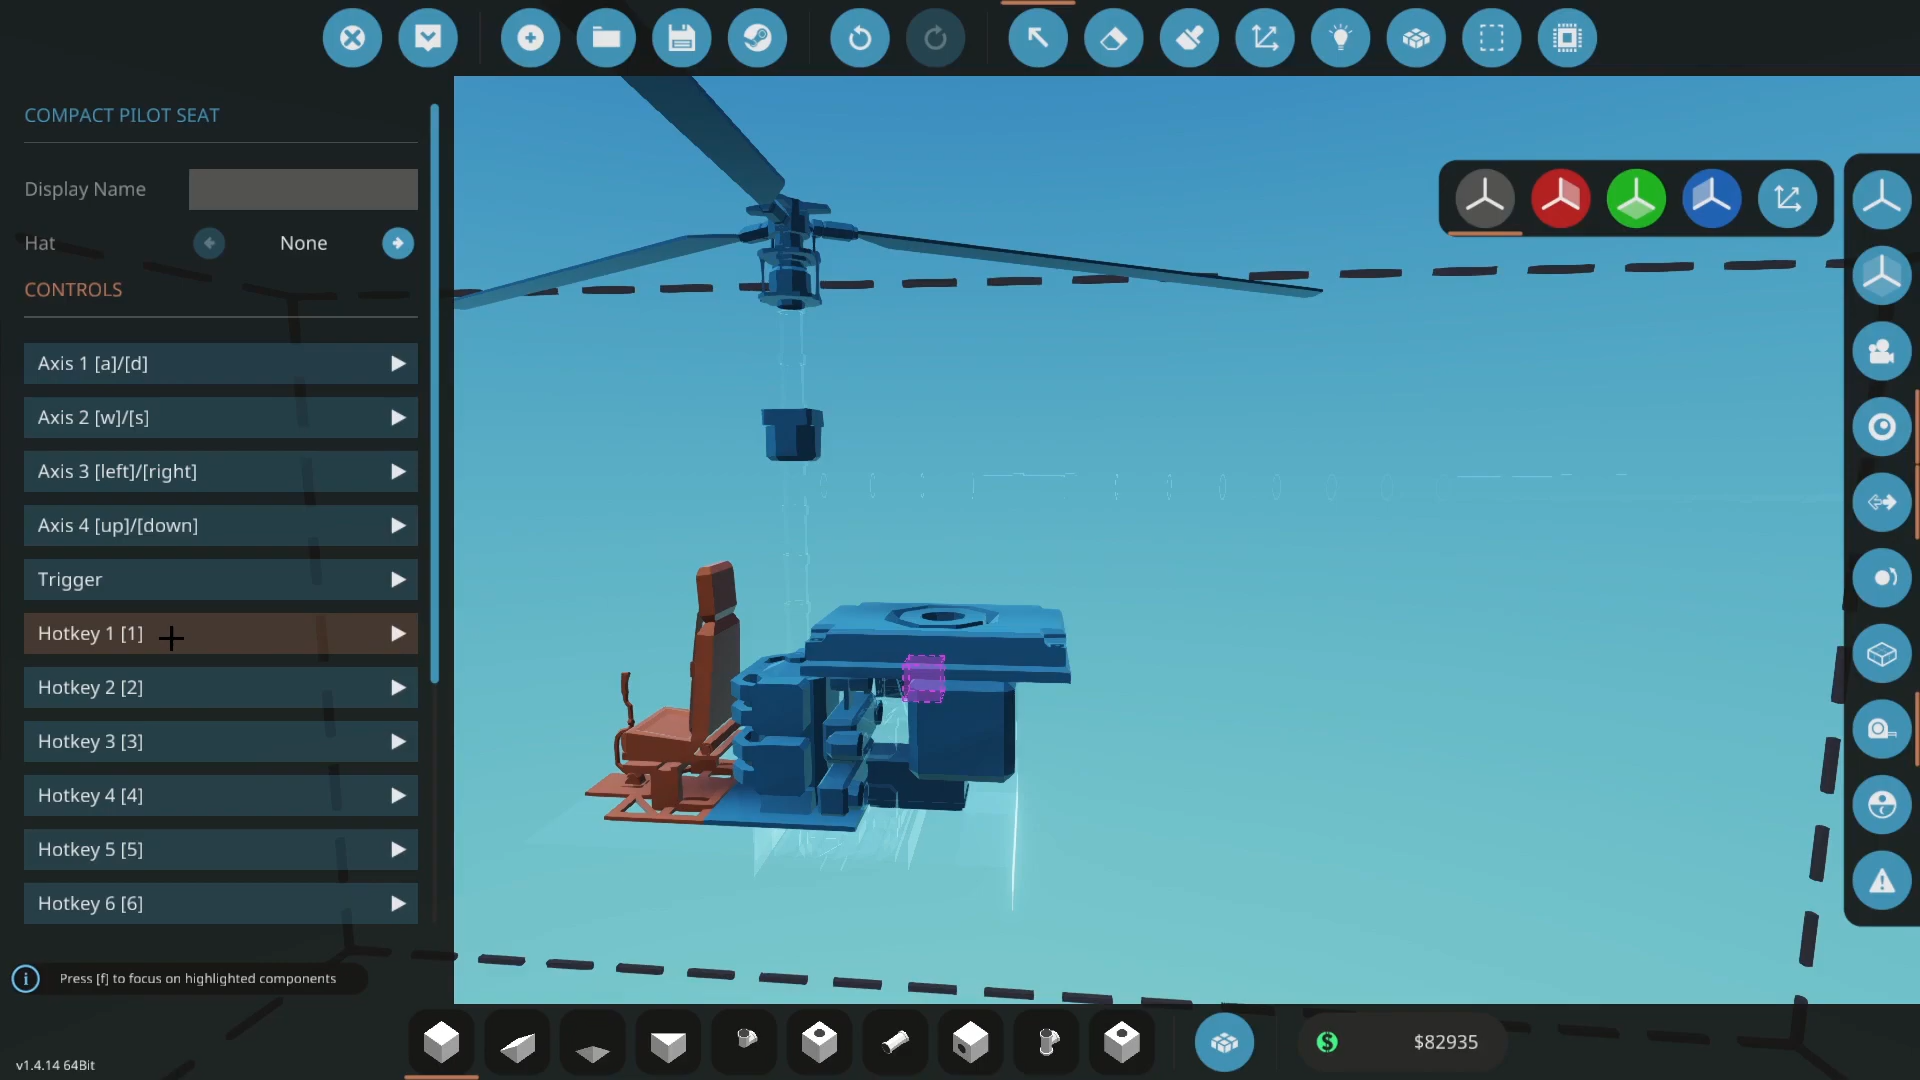 COMPACT PILOT SEAT
Display Name
Hat
None
CONTROLS
Axis 1 [a]/[d]
Axis 2 [w]/[s]
Axis 3 [left]/[right]
Axis 4 [up]/[down]
Trigger
Hotkey 1 [1]
Hotkey 2 [2]
Hotkey 3 [3]
Hotkey 4 [4]
Hotkey 5 [5]
Hotkey 6 [6]
Press [f] to focus on highlighted components
$82935
v1.4.14 64Bit